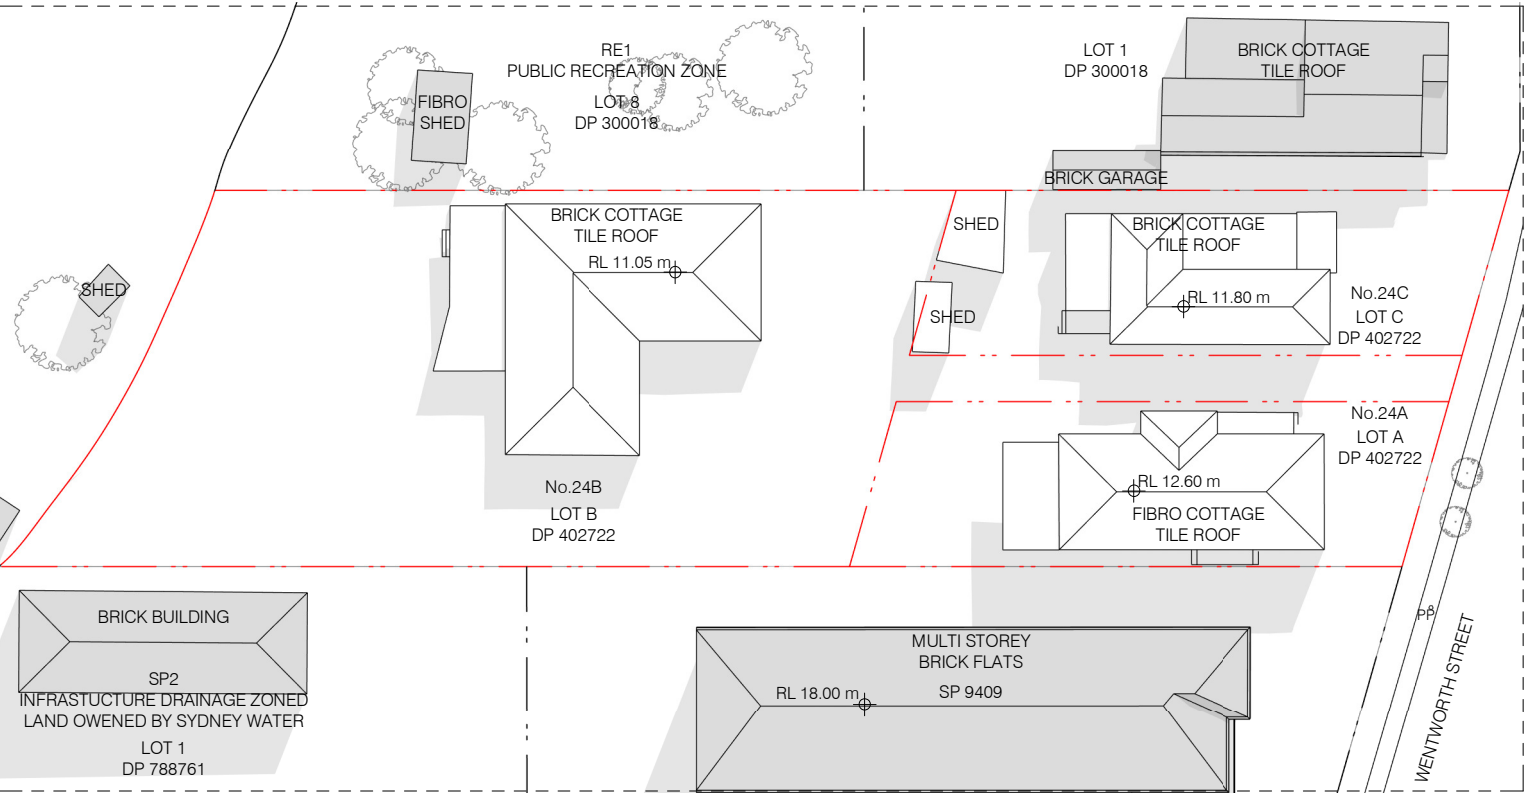 RE1
PUBLIC RECREATION ZONE
LOT 8
DP 300018
LOT 1
DP 300018
BRICK COTTAGE
TILE ROOF
FIBRO
SHED
BRICK GARAGE
BRICK COTTAGE
TILE ROOF
RL 11.05 m
SHED
BRICK COTTAGE
TILE ROOF
RL 11.80 m
No.24C
LOT C
DP 402722
SHED
SHED
No.24A
LOT A
DP 402722
RL 12.60 m
FIBRO COTTAGE
TILE ROOF
No.24B
LOT B
DP 402722
BRICK BUILDING
SP2
INFRASTUCTURE DRAINAGE ZONED
LAND OWENED BY SYDNEY WATER
LOT 1
DP 788761
MULTI STOREY
BRICK FLATS
SP 9409
RL 18.00 m
PP
WENTWORTH STREET